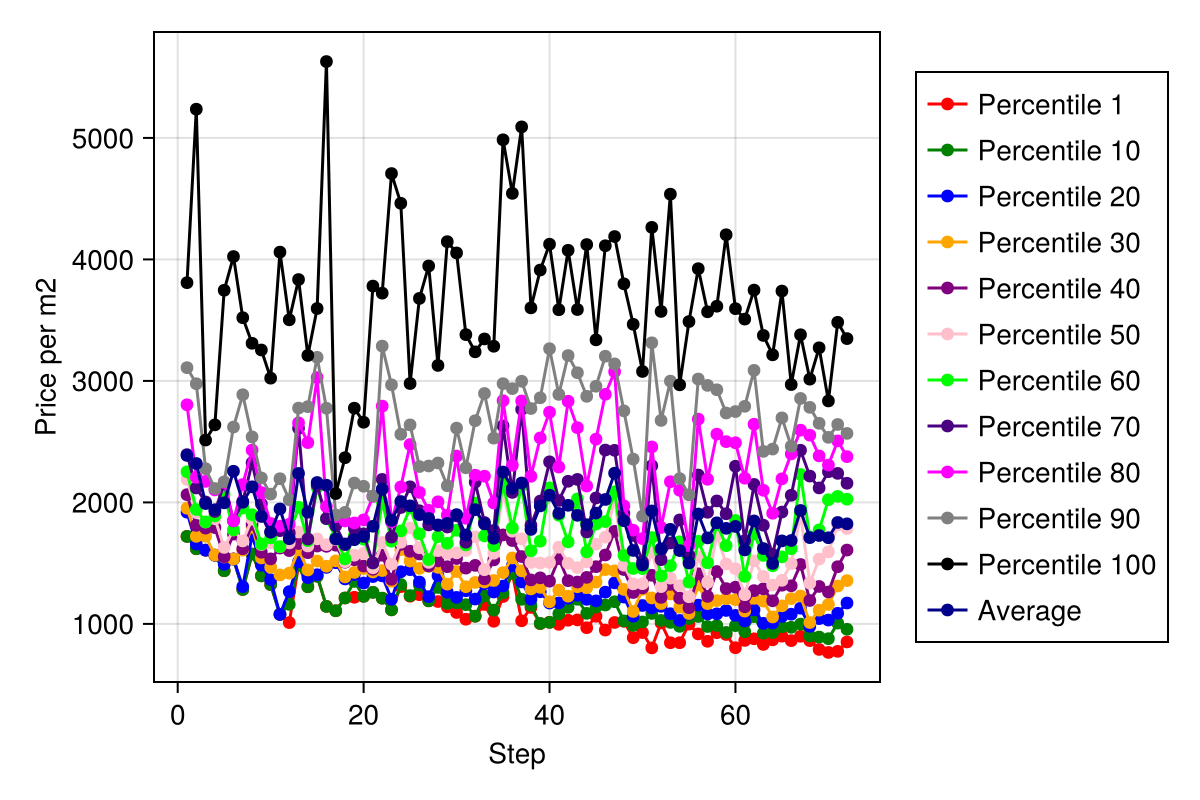 5000
4000
3000
2000
1000
Price per m2
0
20
40
60
Step
Percentile 1
Percentile 10
Percentile 20
Percentile 30
Percentile 40
Percentile 50
Percentile 60
Percentile 70
Percentile 80
Percentile 90
Percentile 100
Average